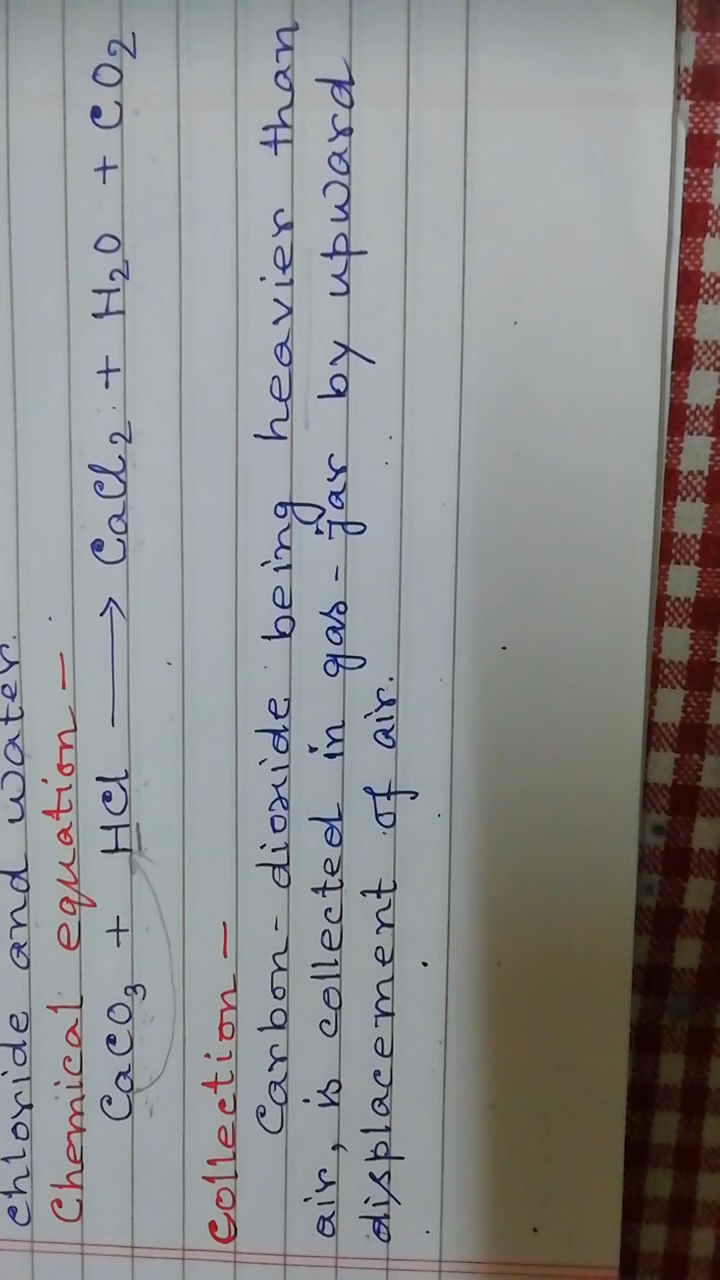 chloride and water.
Chemical equation -
CaCO3 + HCl ⟶ CaCl2 + H2O + CO2
Collection -
Carbon-dioxide being heavier than
air, is collected in gas-jar by upward
displacement of air.